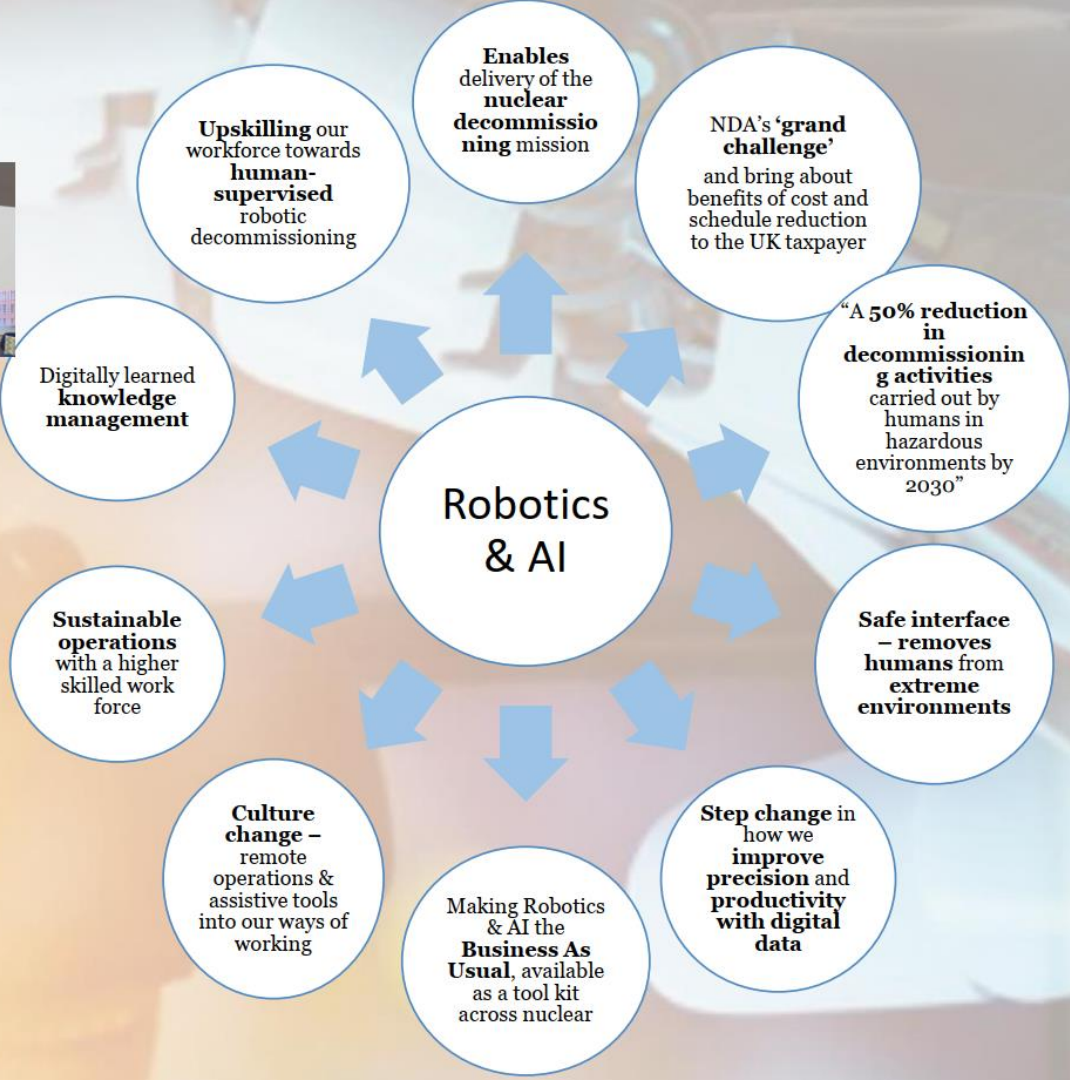 Enables
delivery of the
nuclear
decommissio
ning mission
NDA’s ‘grand
challenge’
and bring about
benefits of cost and
schedule reduction
to the UK taxpayer
“A 50% reduction
in
decommissionin
g activities
carried out by
humans in
hazardous
environments by
2030”
Safe interface
– removes
humans from
extreme
environments
Step change in
how we
improve
precision and
productivity
with digital
data
Making Robotics
& AI the
Business As
Usual, available
as a tool kit
across nuclear
Culture
change –
remote
operations &
assistive tools
into our ways of
working
Sustainable
operations
with a higher
skilled work
force
Digitally learned
knowledge
management
Upskilling our
workforce towards
human-
supervised
robotic
decommissioning
Robotics
& AI